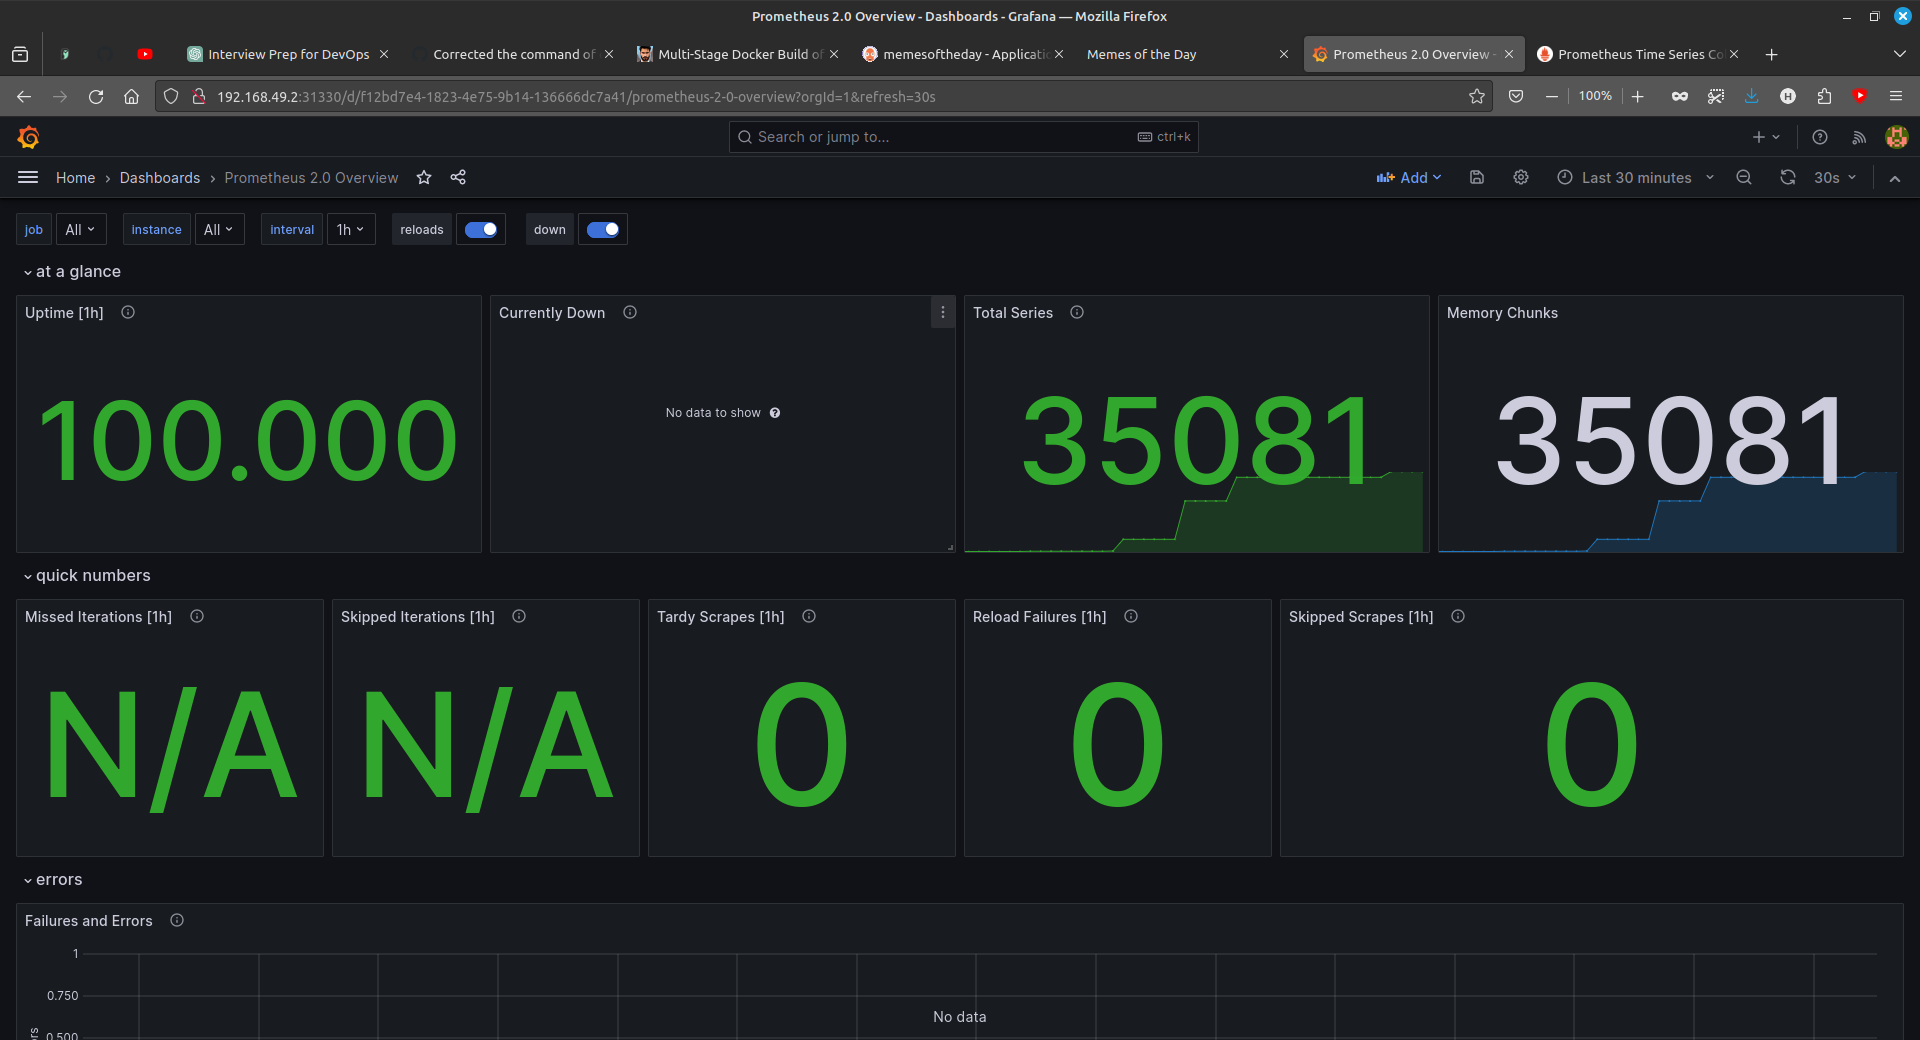 Prometheus 2.0 Overview - Dashboards - Grafana — Mozilla Firefox
Interview Prep for DevOps
Corrected the command of
Multi-Stage Docker Build of
memesoftheday - Applicatio
Memes of the Day
Prometheus 2.0 Overview -
Prometheus Time Series Co
192.168.49.2:31330/d/f12bd7e4-1823-4e75-9b14-136666dc7a41/prometheus-2-0-overview?orgId=1&refresh=30s
100%
Search or jump to...
ctrl+k
Home › Dashboards › Prometheus 2.0 Overview
Add
Last 30 minutes
30s
job All
instance All
interval 1h
reloads
down
at a glance
Uptime [1h]
100.000
Currently Down
No data to show
Total Series
35081
Memory Chunks
35081
quick numbers
Missed Iterations [1h]
N/A
Skipped Iterations [1h]
N/A
Tardy Scrapes [1h]
0
Reload Failures [1h]
0
Skipped Scrapes [1h]
0
errors
Failures and Errors
1
0.750
0.500
No data